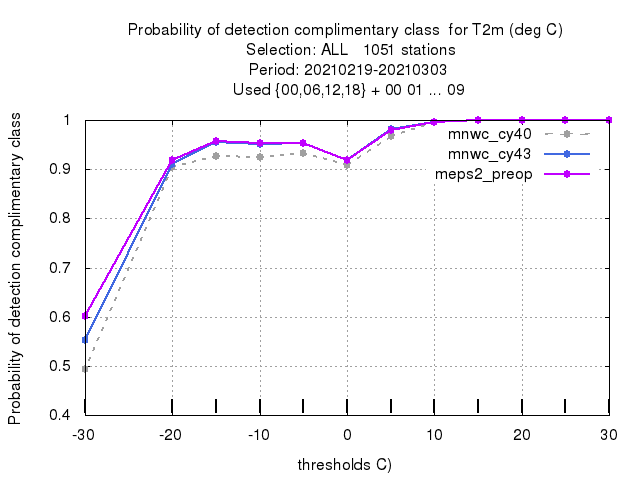 Probability of detection complimentary class  for T2m (deg C)
Selection: ALL   1051 stations
Period: 20210219-20210303
Used {00,06,12,18} + 00 01 ... 09
Probability of detection complimentary class
1
0.9
0.8
0.7
0.6
0.5
0.4
mnwc_cy40
mnwc_cy43
meps2_preop
-30
-20
-10
0
10
20
30
thresholds C)